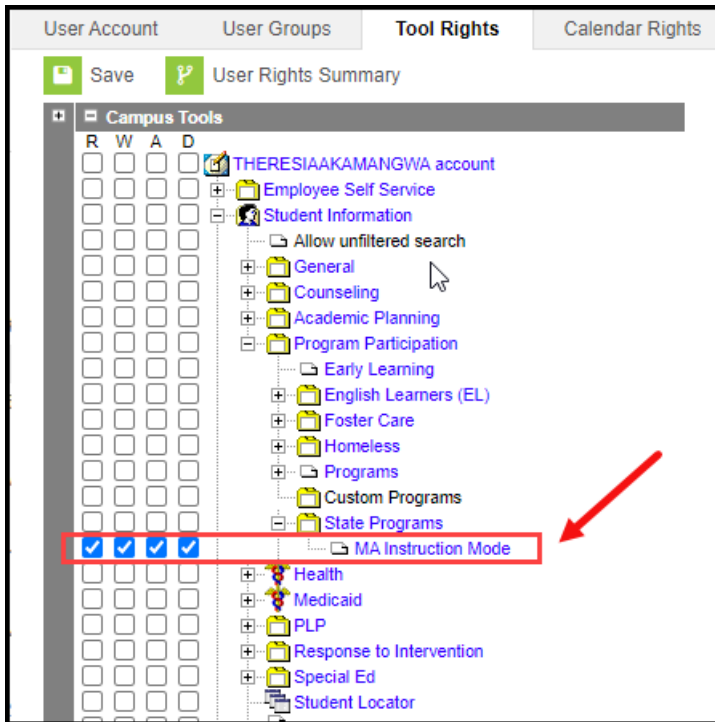 User Account User Groups Tool Rights Calendar Rights
Save User Rights Summary
Campus Tools
R W A D
THERESIAAKAMANGWA account
Employee Self Service
Student Information
Allow unfiltered search
General
Counseling
Academic Planning
Program Participation
Early Learning
English Learners (EL)
Foster Care
Homeless
Programs
Custom Programs
State Programs
MA Instruction Mode
Health
Medicaid
PLP
Response to Intervention
Special Ed
Student Locator